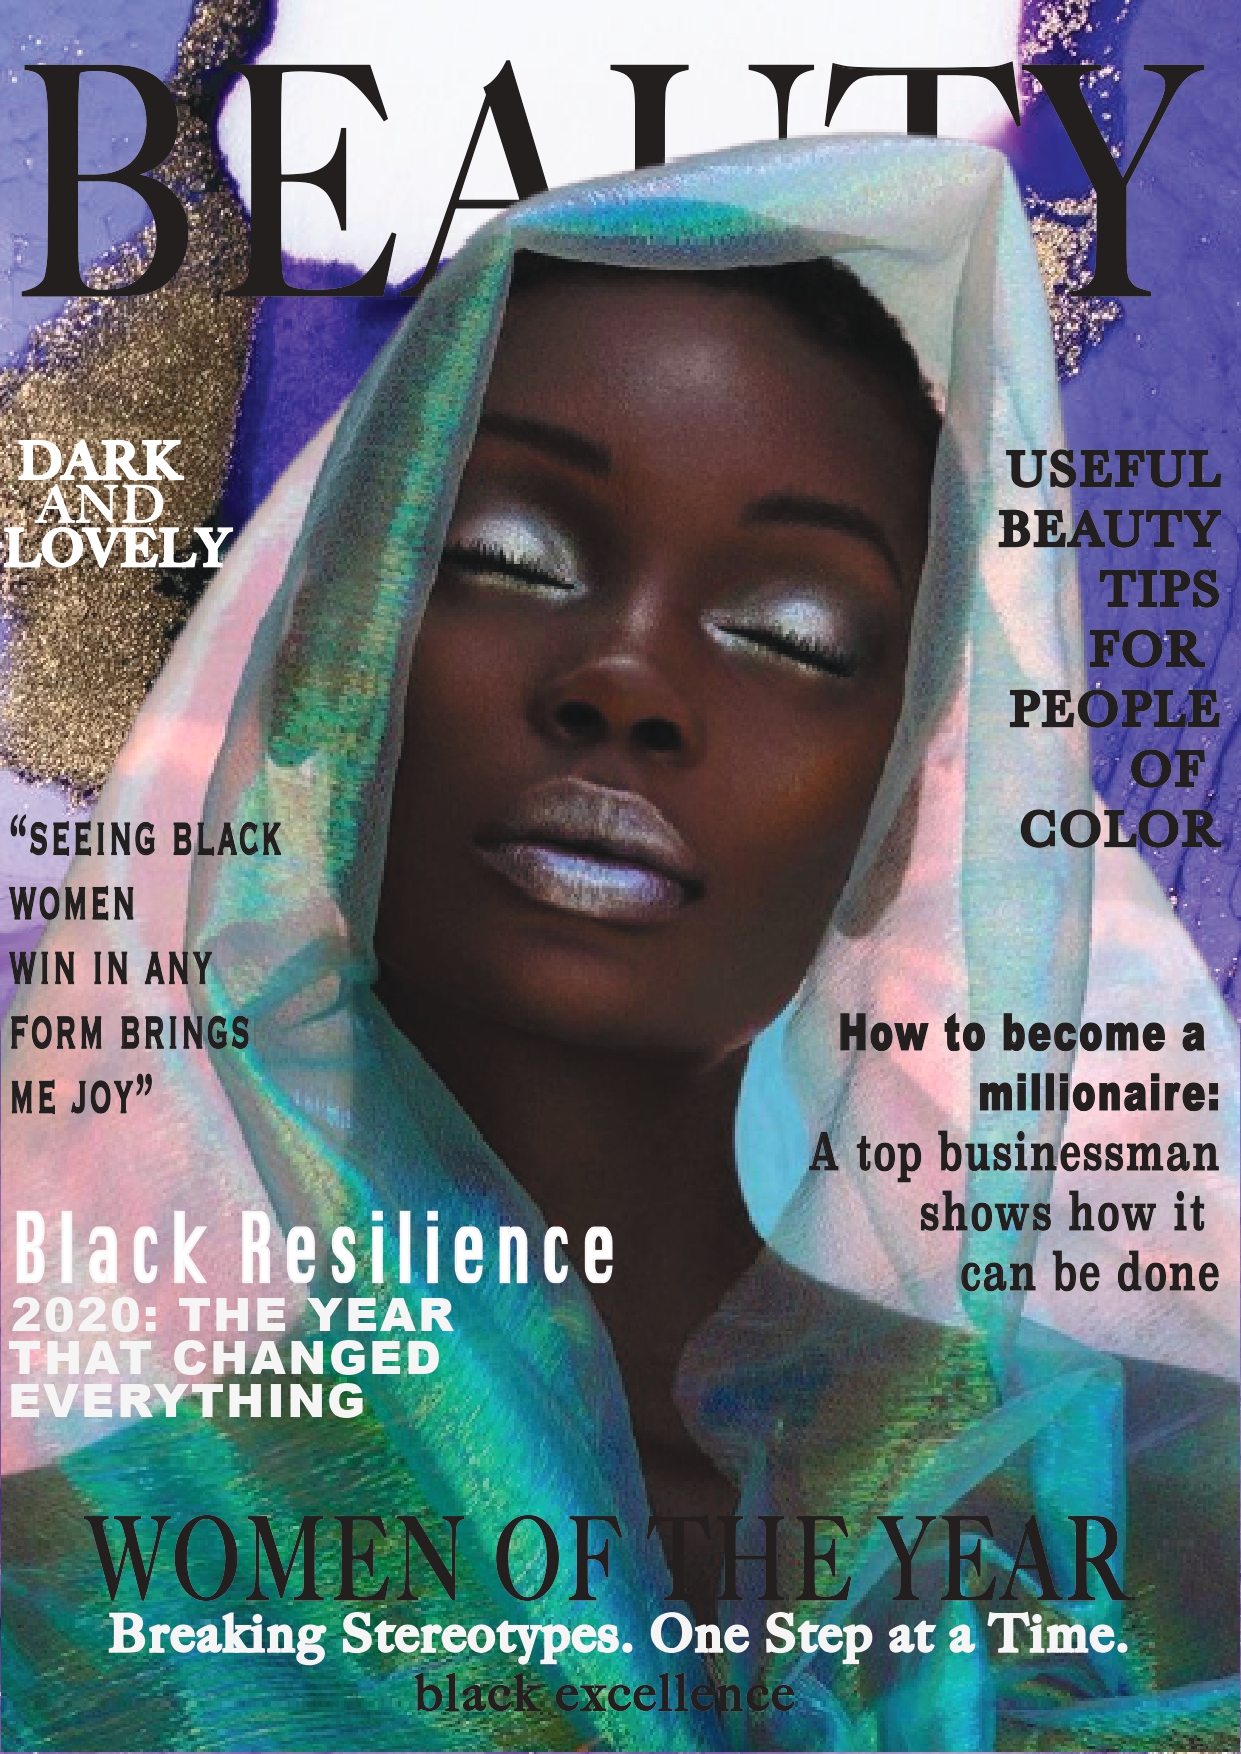 BEAUTY
DARK
AND
LOVELY
USEFUL
BEAUTY
TIPS
FOR
PEOPLE
OF
COLOR
“SEEING BLACK
WOMEN
WIN IN ANY
FORM BRINGS
ME JOY”
How to become a
millionaire:
A top businessman
shows how it
can be done
Black Resilience
2020: THE YEAR
THAT CHANGED
EVERYTHING
WOMEN OF THE YEAR
Breaking Stereotypes. One Step at a Time.
black excellence